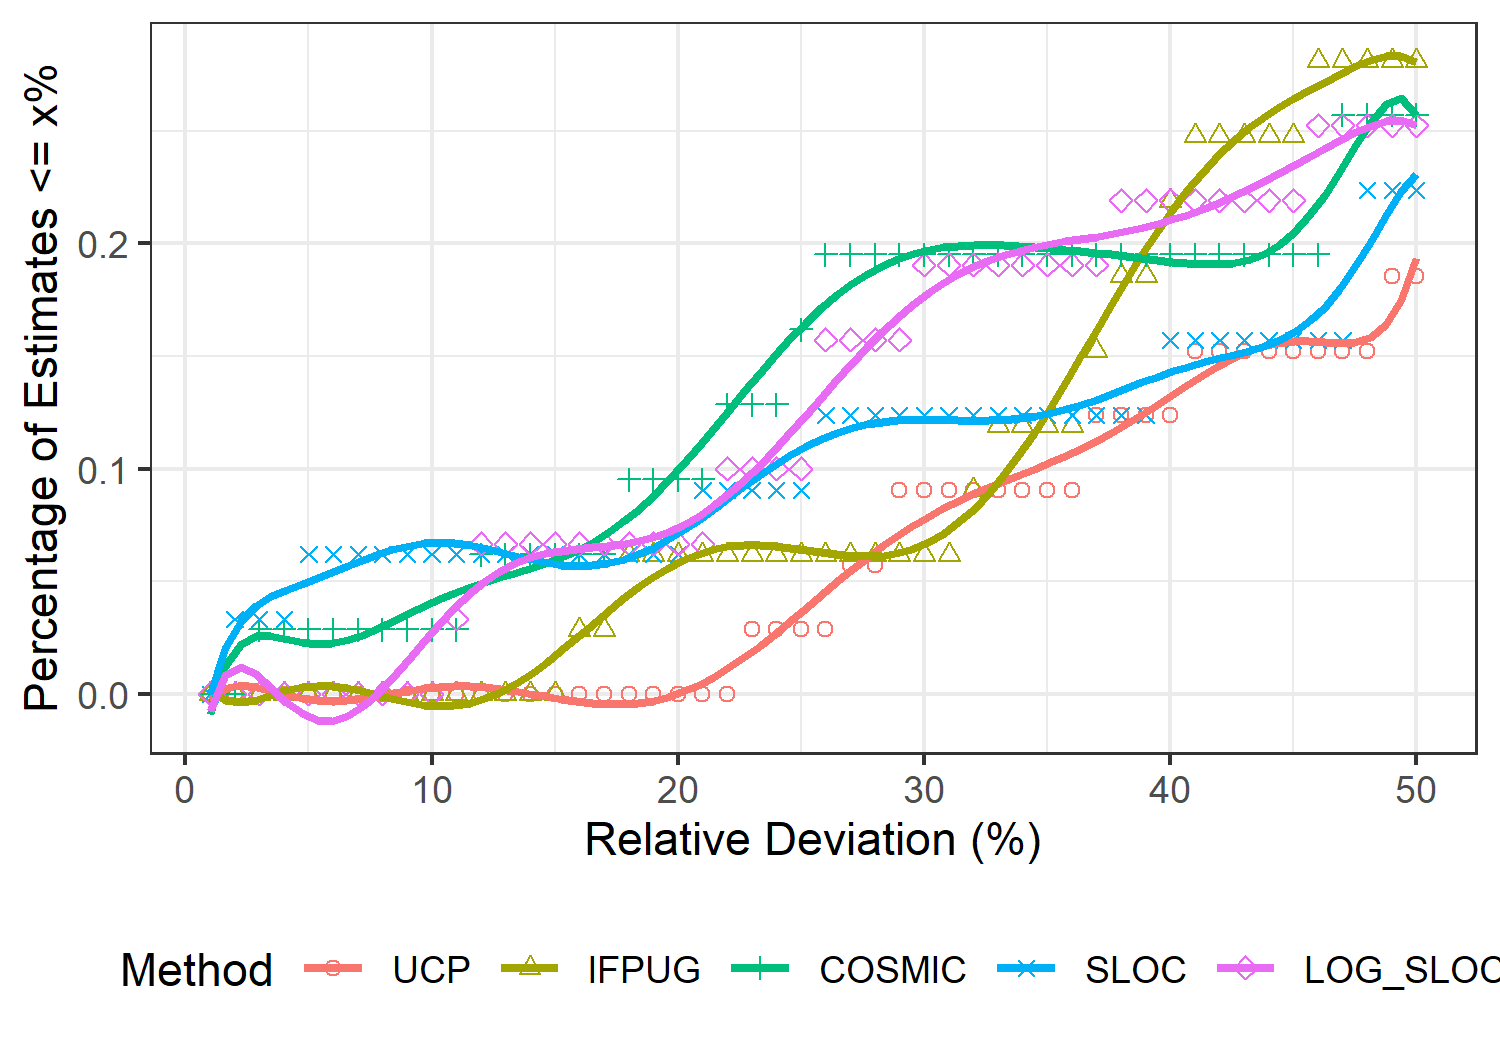 Percentage of Estimates <= x%
0.2
0.1
0.0
0 10 20 30 40 50
Relative Deviation (%)
Method UCP IFPUG COSMIC SLOC LOG_SLOC